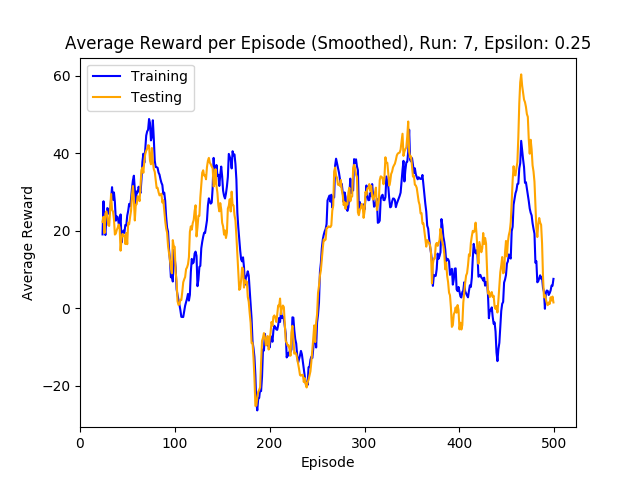 Average Reward per Episode (Smoothed), Run: 7, Epsilon: 0.25
Training
Testing
60
40
20
0
−20
Average Reward
0 100 200 300 400 500
Episode